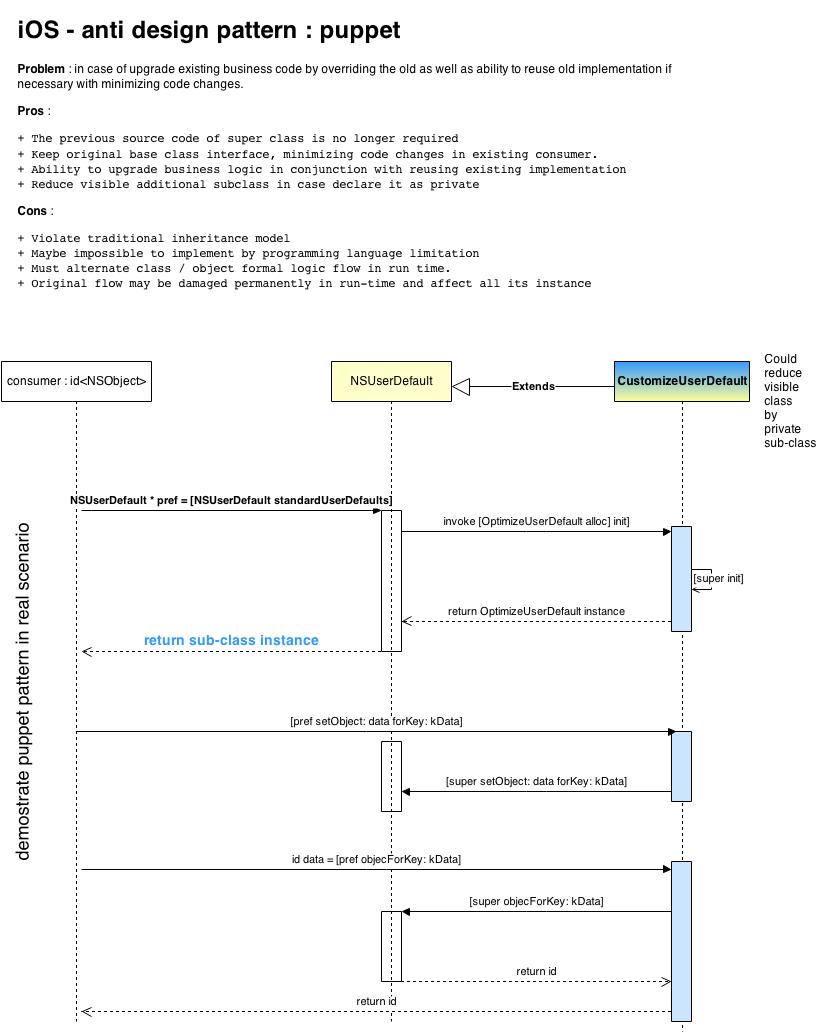 iOS - anti design pattern : puppet
Problem : in case of upgrade existing business code by overriding the old as well as ability to reuse old implementation if
necessary with minimizing code changes.
Pros :
+ The previous source code of super class is no longer required
+ Keep original base class interface, minimizing code changes in existing consumer.
+ Ability to upgrade business logic in conjunction with reusing existing implementation
+ Reduce visible additional subclass in case declare it as private
Cons :
+ Violate traditional inheritance model
+ Maybe impossible to implement by programming language limitation
+ Must alternate class / object formal logic flow in run time.
+ Original flow may be damaged permanently in run-time and affect all its instance
consumer : id<NSObject>
NSUserDefault
Extends
CustomizeUserDefault
Could
reduce
visible
class
by
private
sub-class
demostrate puppet pattern in real scenario
NSUserDefault * pref = [NSUserDefault standardUserDefaults]
invoke [OptimizeUserDefault alloc] init]
[super init]
return OptimizeUserDefault instance
return sub-class instance
[pref setObject: data forKey: kData]
[super setObject: data forKey: kData]
id data = [pref objecForKey: kData]
[super objecForKey: kData]
return id
return id